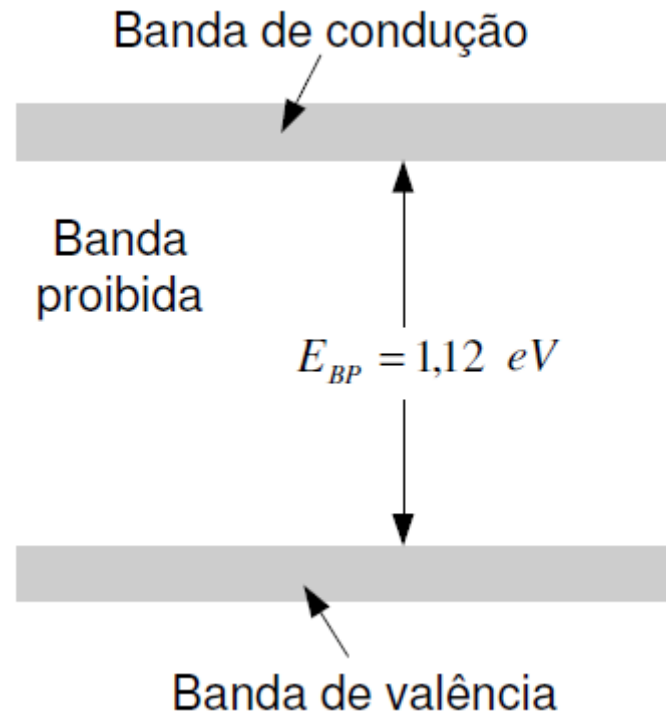 Banda de condução
Banda
proibida
E_BP = 1,12 eV
Banda de valência